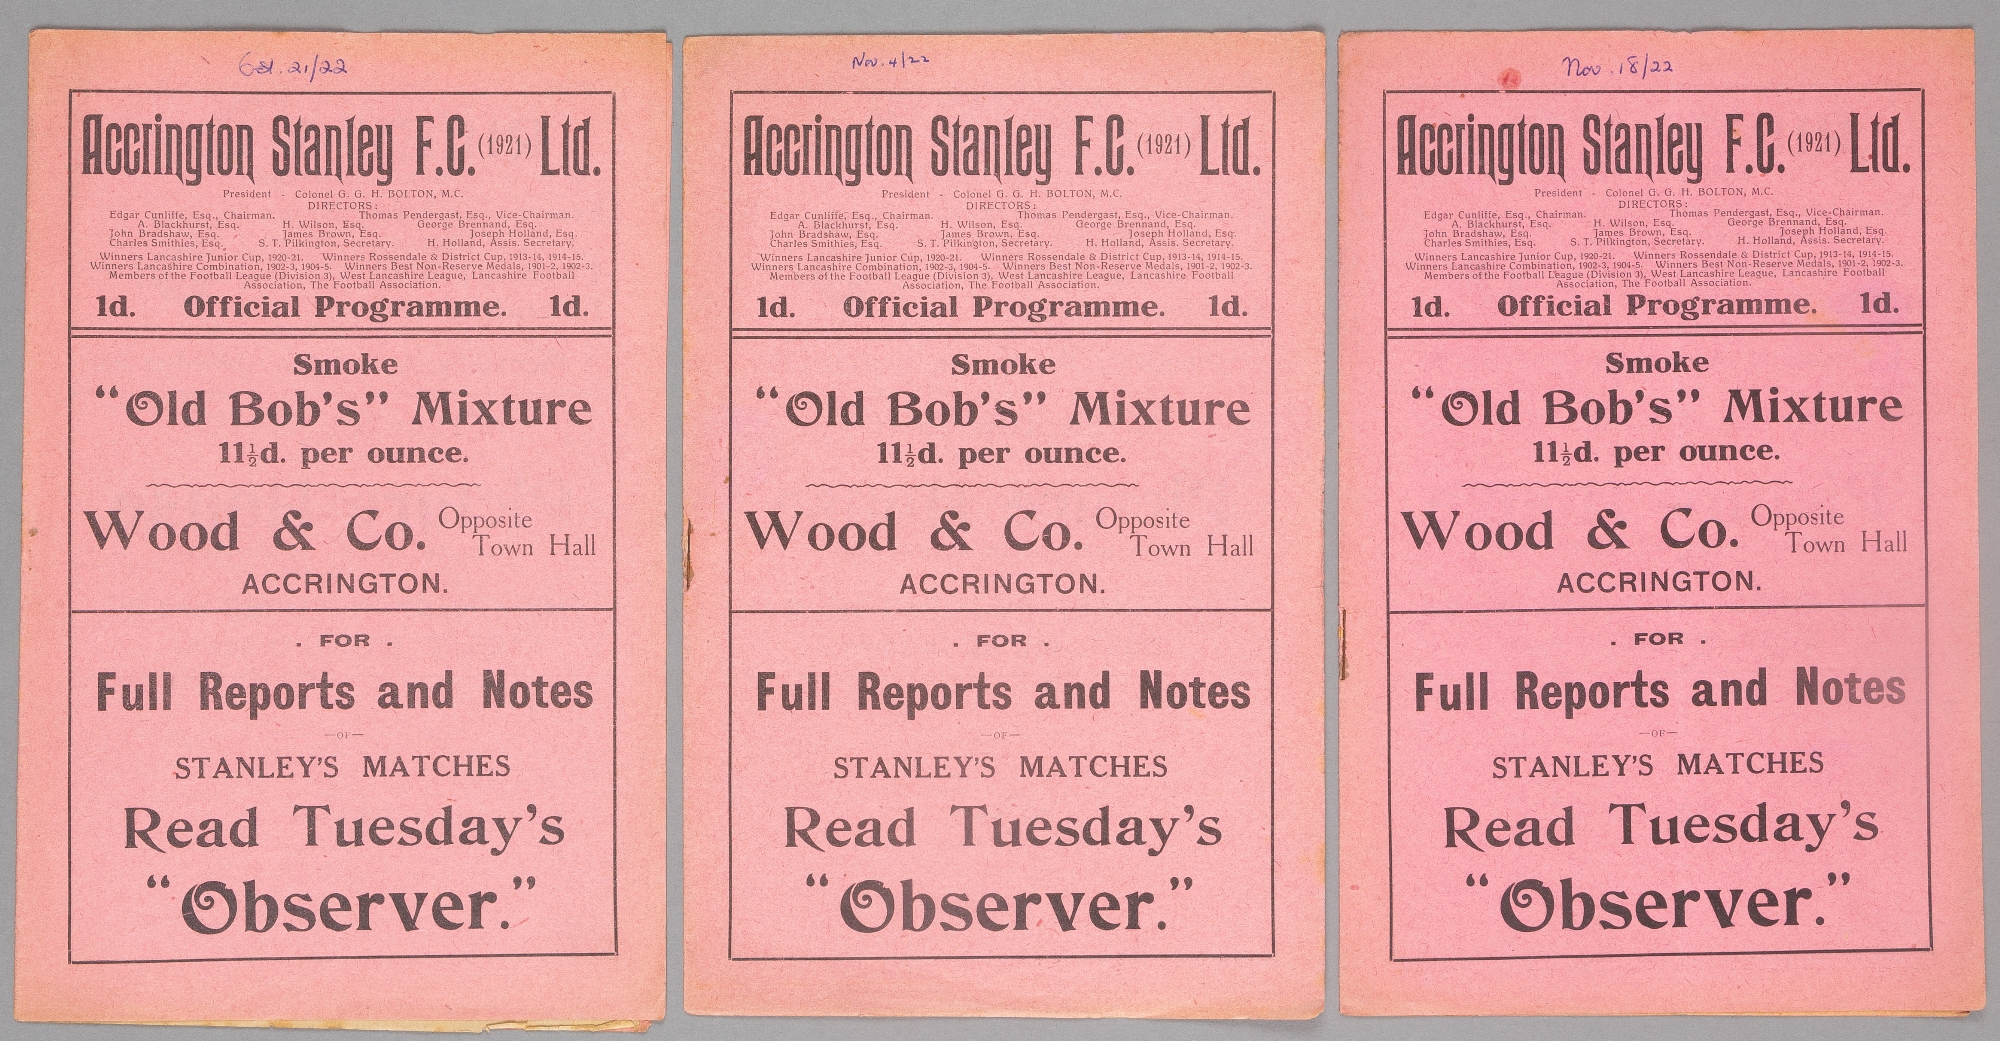 Oct. 21/22
Accrington Stanley F.C. (1921) Ltd.
President - Colonel G. G. H. BOLTON, M.C.
DIRECTORS:
Edgar Cunliffe, Esq., Chairman. Thomas Pendergast, Esq., Vice-Chairman.
A. Blackhurst, Esq. H. Wilson, Esq. George Brennand, Esq.
John Bradshaw, Esq. James Brown, Esq. Joseph Holland, Esq.
Charles Smithies, Esq. S. T. Pilkington, Secretary. H. Holland, Assis. Secretary.
Winners Lancashire Junior Cup, 1920-21. Winners Rossendale & District Cup, 1913-14, 1914-15.
Winners Lancashire Combination, 1902-3, 1904-5. Winners Best Non-Reserve Medals, 1901-2, 1902-3.
Members of the Football League (Division 3), West Lancashire League, Lancashire Football
Association, The Football Association.
1d. Official Programme. 1d.
Smoke
"Old Bob's" Mixture
11½d. per ounce.
Wood & Co. Opposite
Town Hall
ACCRINGTON.
. FOR .
Full Reports and Notes
—OF—
STANLEY'S MATCHES
Read Tuesday's
"Observer."
Nov. 4/22
Accrington Stanley F.C. (1921) Ltd.
President - Colonel G. G. H. BOLTON, M.C.
DIRECTORS:
Edgar Cunliffe, Esq., Chairman. Thomas Pendergast, Esq., Vice-Chairman.
A. Blackhurst, Esq. H. Wilson, Esq. George Brennand, Esq.
John Bradshaw, Esq. James Brown, Esq. Joseph Holland, Esq.
Charles Smithies, Esq. S. T. Pilkington, Secretary. H. Holland, Assis. Secretary.
Winners Lancashire Junior Cup, 1920-21. Winners Rossendale & District Cup, 1913-14, 1914-15.
Winners Lancashire Combination, 1902-3, 1904-5. Winners Best Non-Reserve Medals, 1901-2, 1902-3.
Members of the Football League (Division 3), West Lancashire League, Lancashire Football
Association, The Football Association.
1d. Official Programme. 1d.
Smoke
"Old Bob's" Mixture
11½d. per ounce.
Wood & Co. Opposite
Town Hall
ACCRINGTON.
. FOR .
Full Reports and Notes
—OF—
STANLEY'S MATCHES
Read Tuesday's
"Observer."
Nov. 18/22
Accrington Stanley F.C. (1921) Ltd.
President - Colonel G. G. H. BOLTON, M.C.
DIRECTORS:
Edgar Cunliffe, Esq., Chairman. Thomas Pendergast, Esq., Vice-Chairman.
A. Blackhurst, Esq. H. Wilson, Esq. George Brennand, Esq.
John Bradshaw, Esq. James Brown, Esq. Joseph Holland, Esq.
Charles Smithies, Esq. S. T. Pilkington, Secretary. H. Holland, Assis. Secretary.
Winners Lancashire Junior Cup, 1920-21. Winners Rossendale & District Cup, 1913-14, 1914-15.
Winners Lancashire Combination, 1902-3, 1904-5. Winners Best Non-Reserve Medals, 1901-2, 1902-3.
Members of the Football League (Division 3), West Lancashire League, Lancashire Football
Association, The Football Association.
1d. Official Programme. 1d.
Smoke
"Old Bob's" Mixture
11½d. per ounce.
Wood & Co. Opposite
Town Hall
ACCRINGTON.
. FOR .
Full Reports and Notes
—OF—
STANLEY'S MATCHES
Read Tuesday's
"Observer."